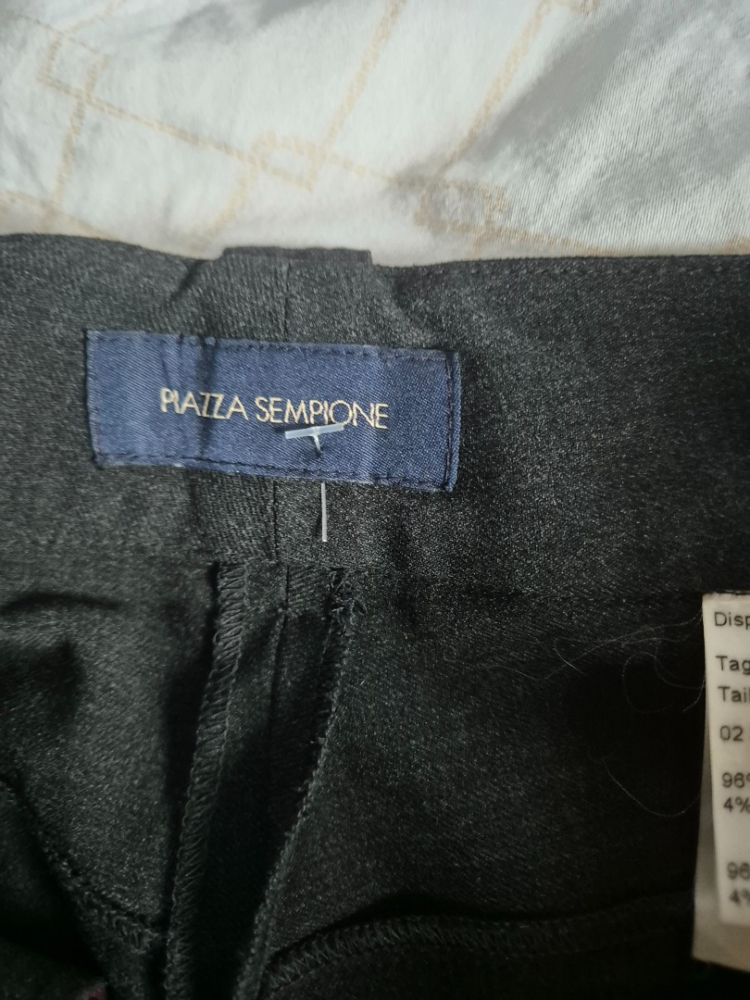 PIAZZA SEMPIONE
Disp
Tag
Tail
02
96%
4%
96
4%